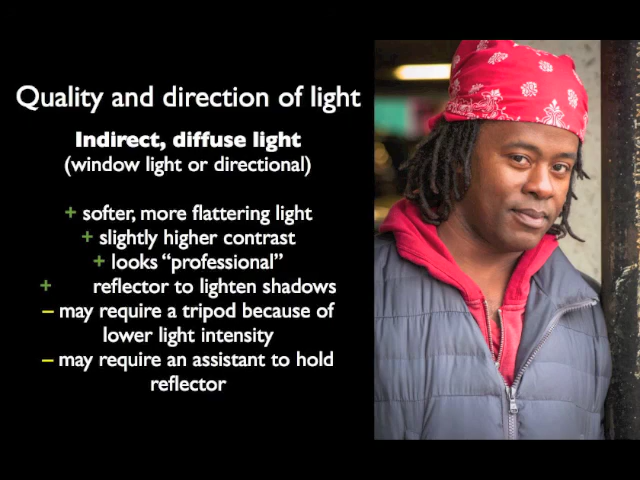 Quality and direction of light
Indirect, diffuse light
(window light or directional)
+ softer, more flattering light
+ slightly higher contrast
+ looks “professional”
+ reflector to lighten shadows
– may require a tripod because of
lower light intensity
– may require an assistant to hold
reflector